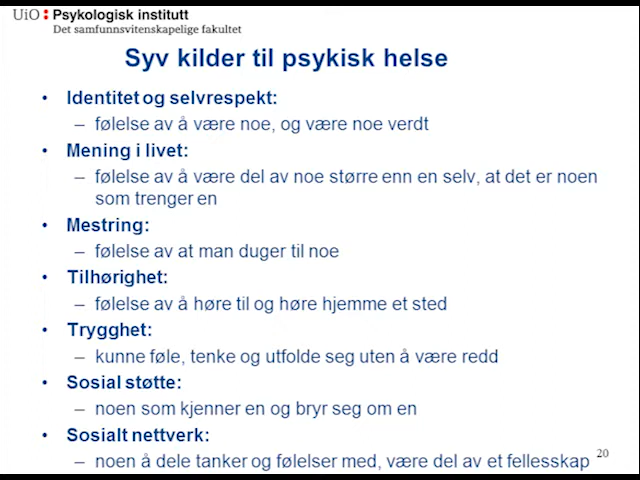 UiO : Psykologisk institutt
Det samfunnsvitenskapelige fakultet
Syv kilder til psykisk helse
• Identitet og selvrespekt:
– følelse av å være noe, og være noe verdt
• Mening i livet:
– følelse av å være del av noe større enn en selv, at det er noen
som trenger en
• Mestring:
– følelse av at man duger til noe
• Tilhørighet:
– følelse av å høre til og høre hjemme et sted
• Trygghet:
– kunne føle, tenke og utfolde seg uten å være redd
• Sosial støtte:
– noen som kjenner en og bryr seg om en
• Sosialt nettverk:
– noen å dele tanker og følelser med, være del av et fellesskap
20